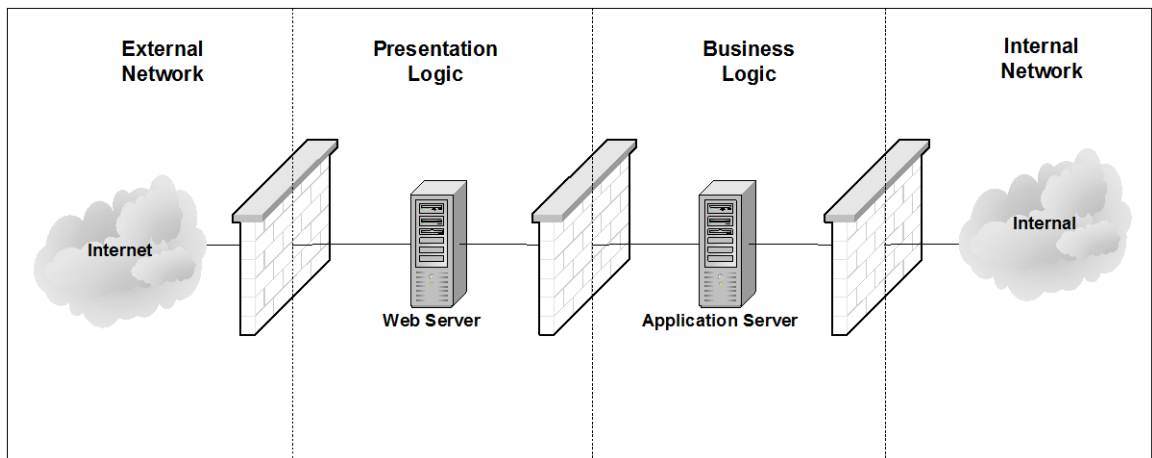 External
Network
Presentation
Logic
Business
Logic
Internal
Network
Internet
Internal
Web Server
Application Server